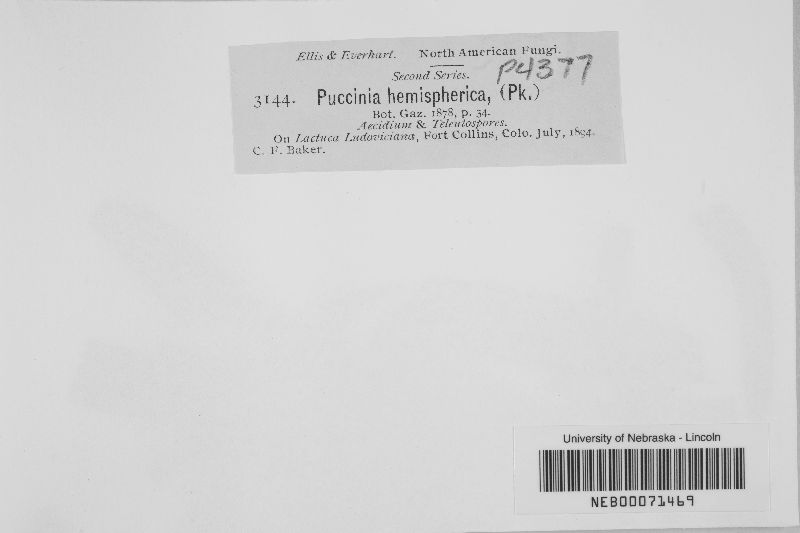 Ellis & Everhart. North American Fungi.
Second Series. P4377
3144. Puccinia hemispherica, (Pk.)
Bot. Gaz. 1878, p. 34.
Aecidium & Teleutospores.
On Lactuca Ludoviciana, Fort Collins, Colo. July, 1894.
C. F. Baker.
University of Nebraska - Lincoln
NEB00071469